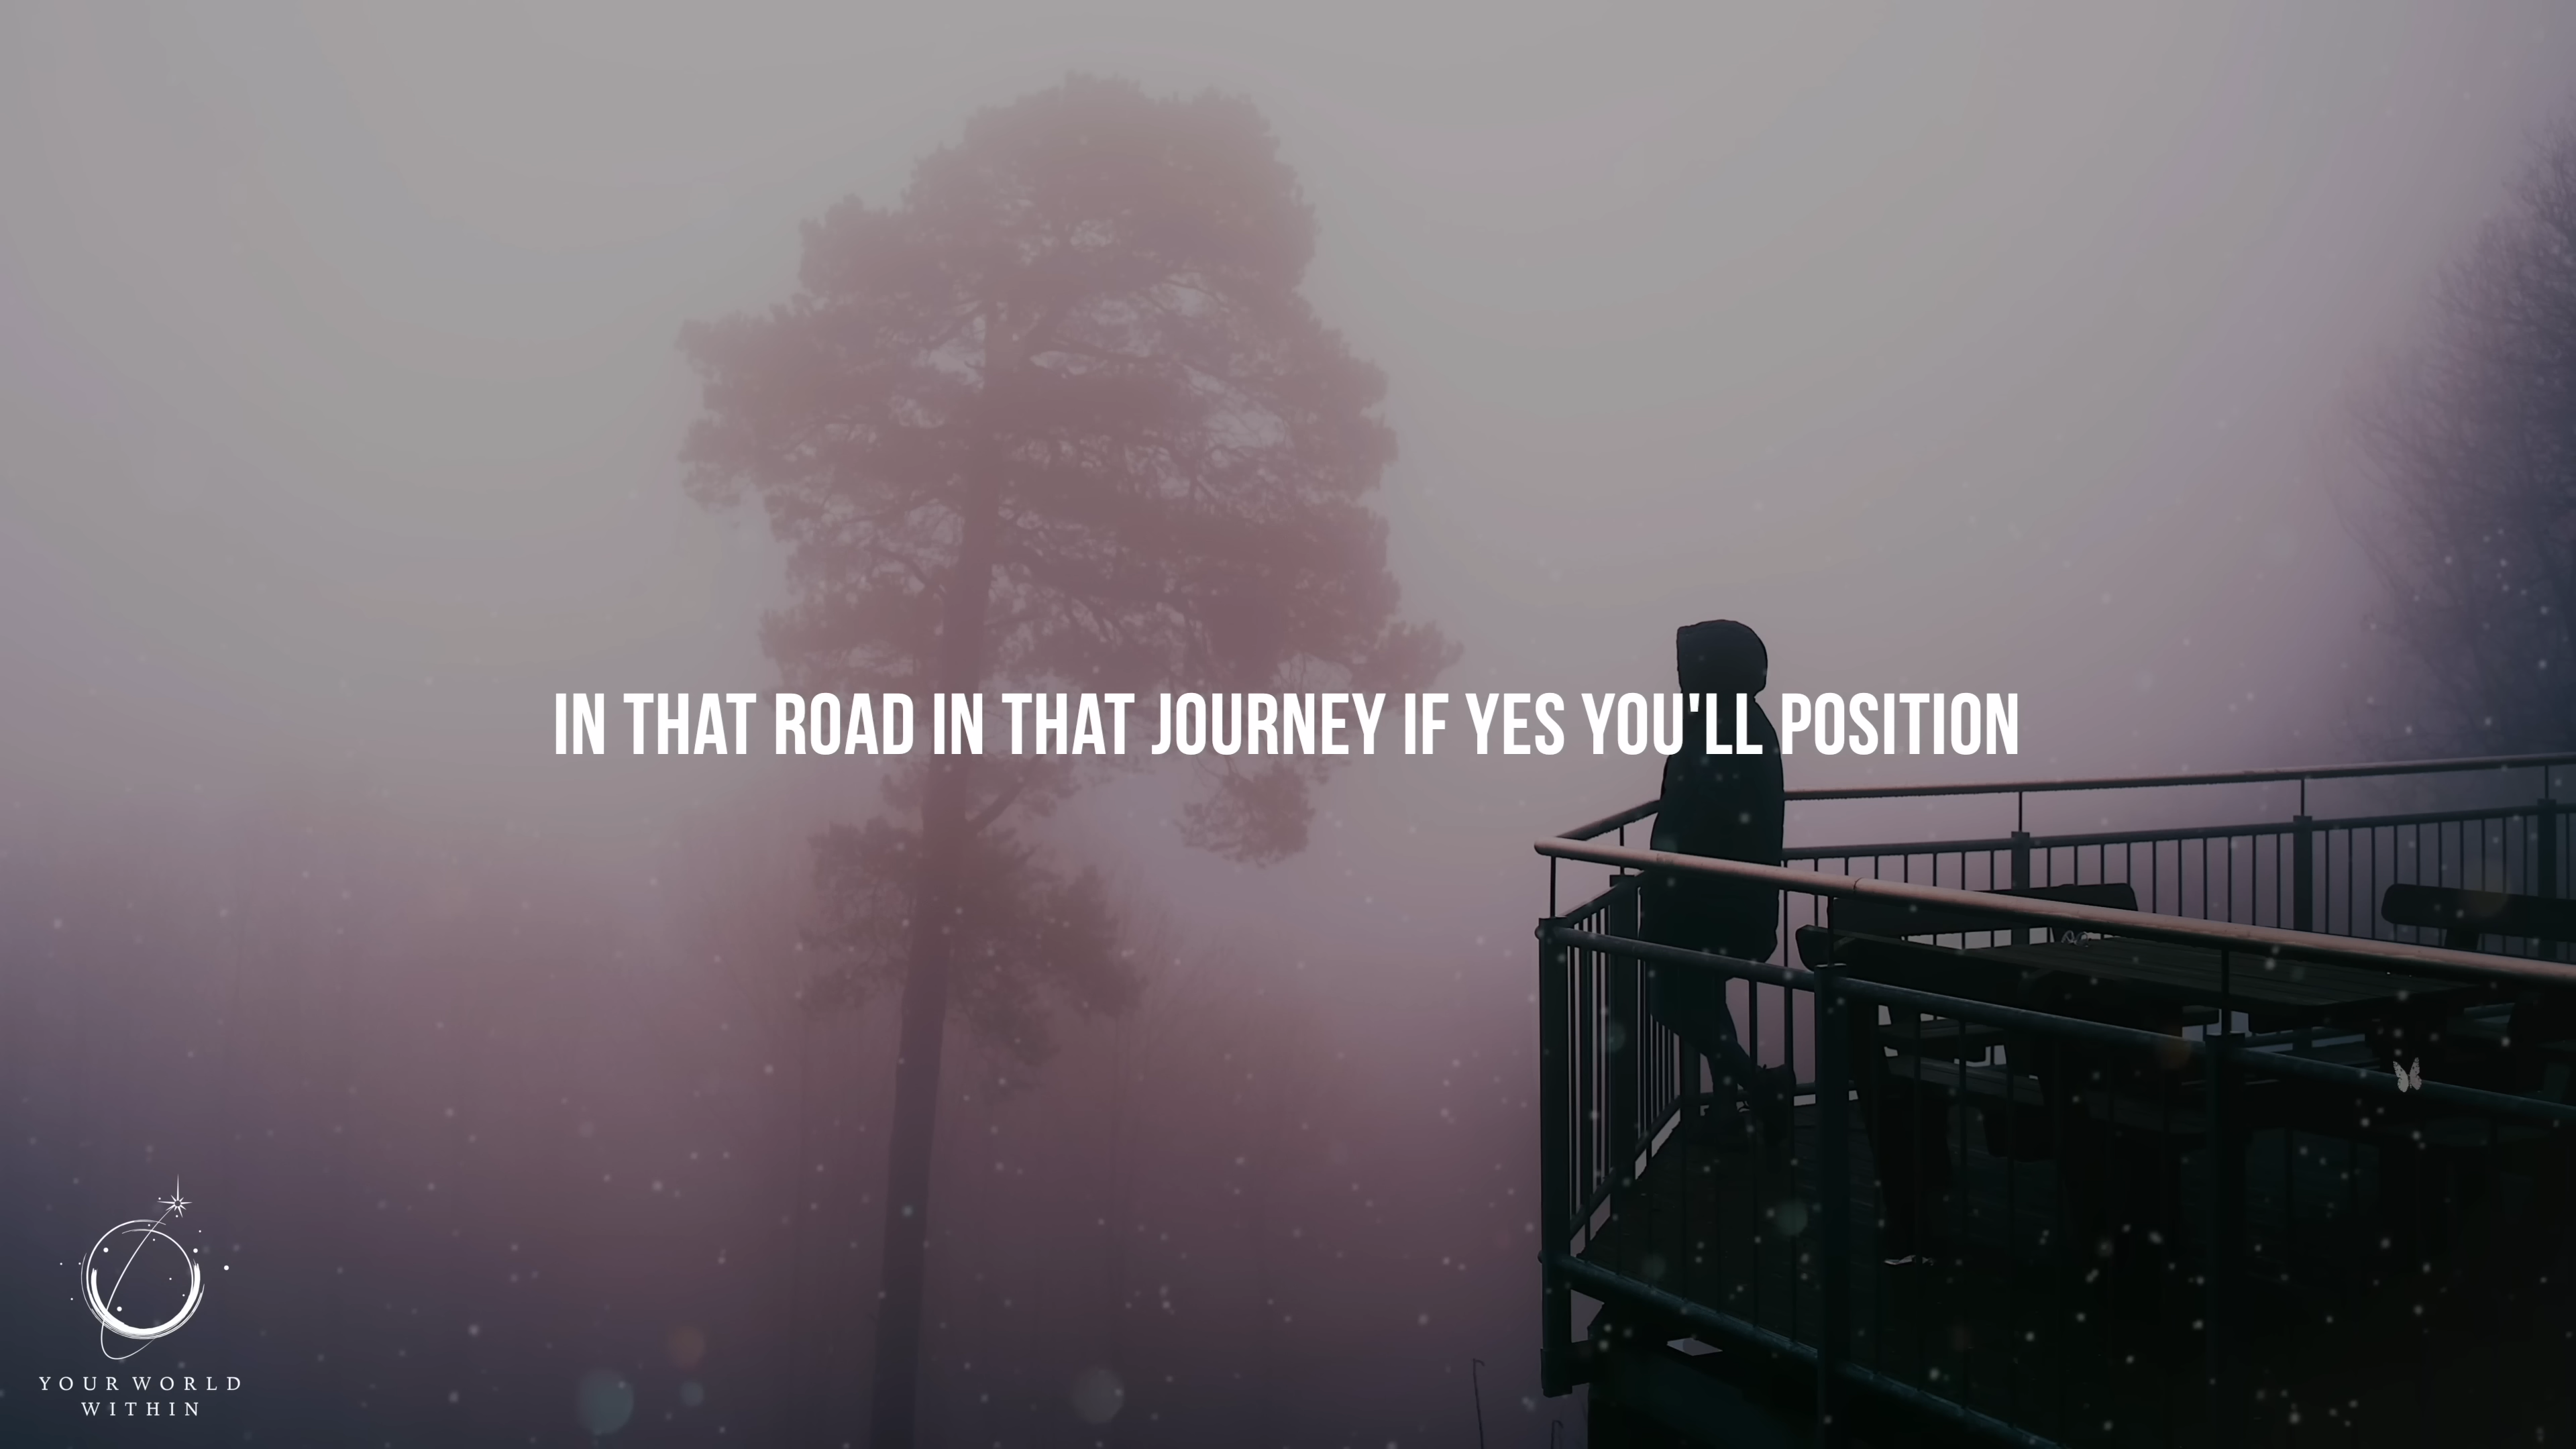 IN THAT ROAD IN THAT JOURNEY IF YES YOU'LL POSITION
YOUR WORLD
WITHIN